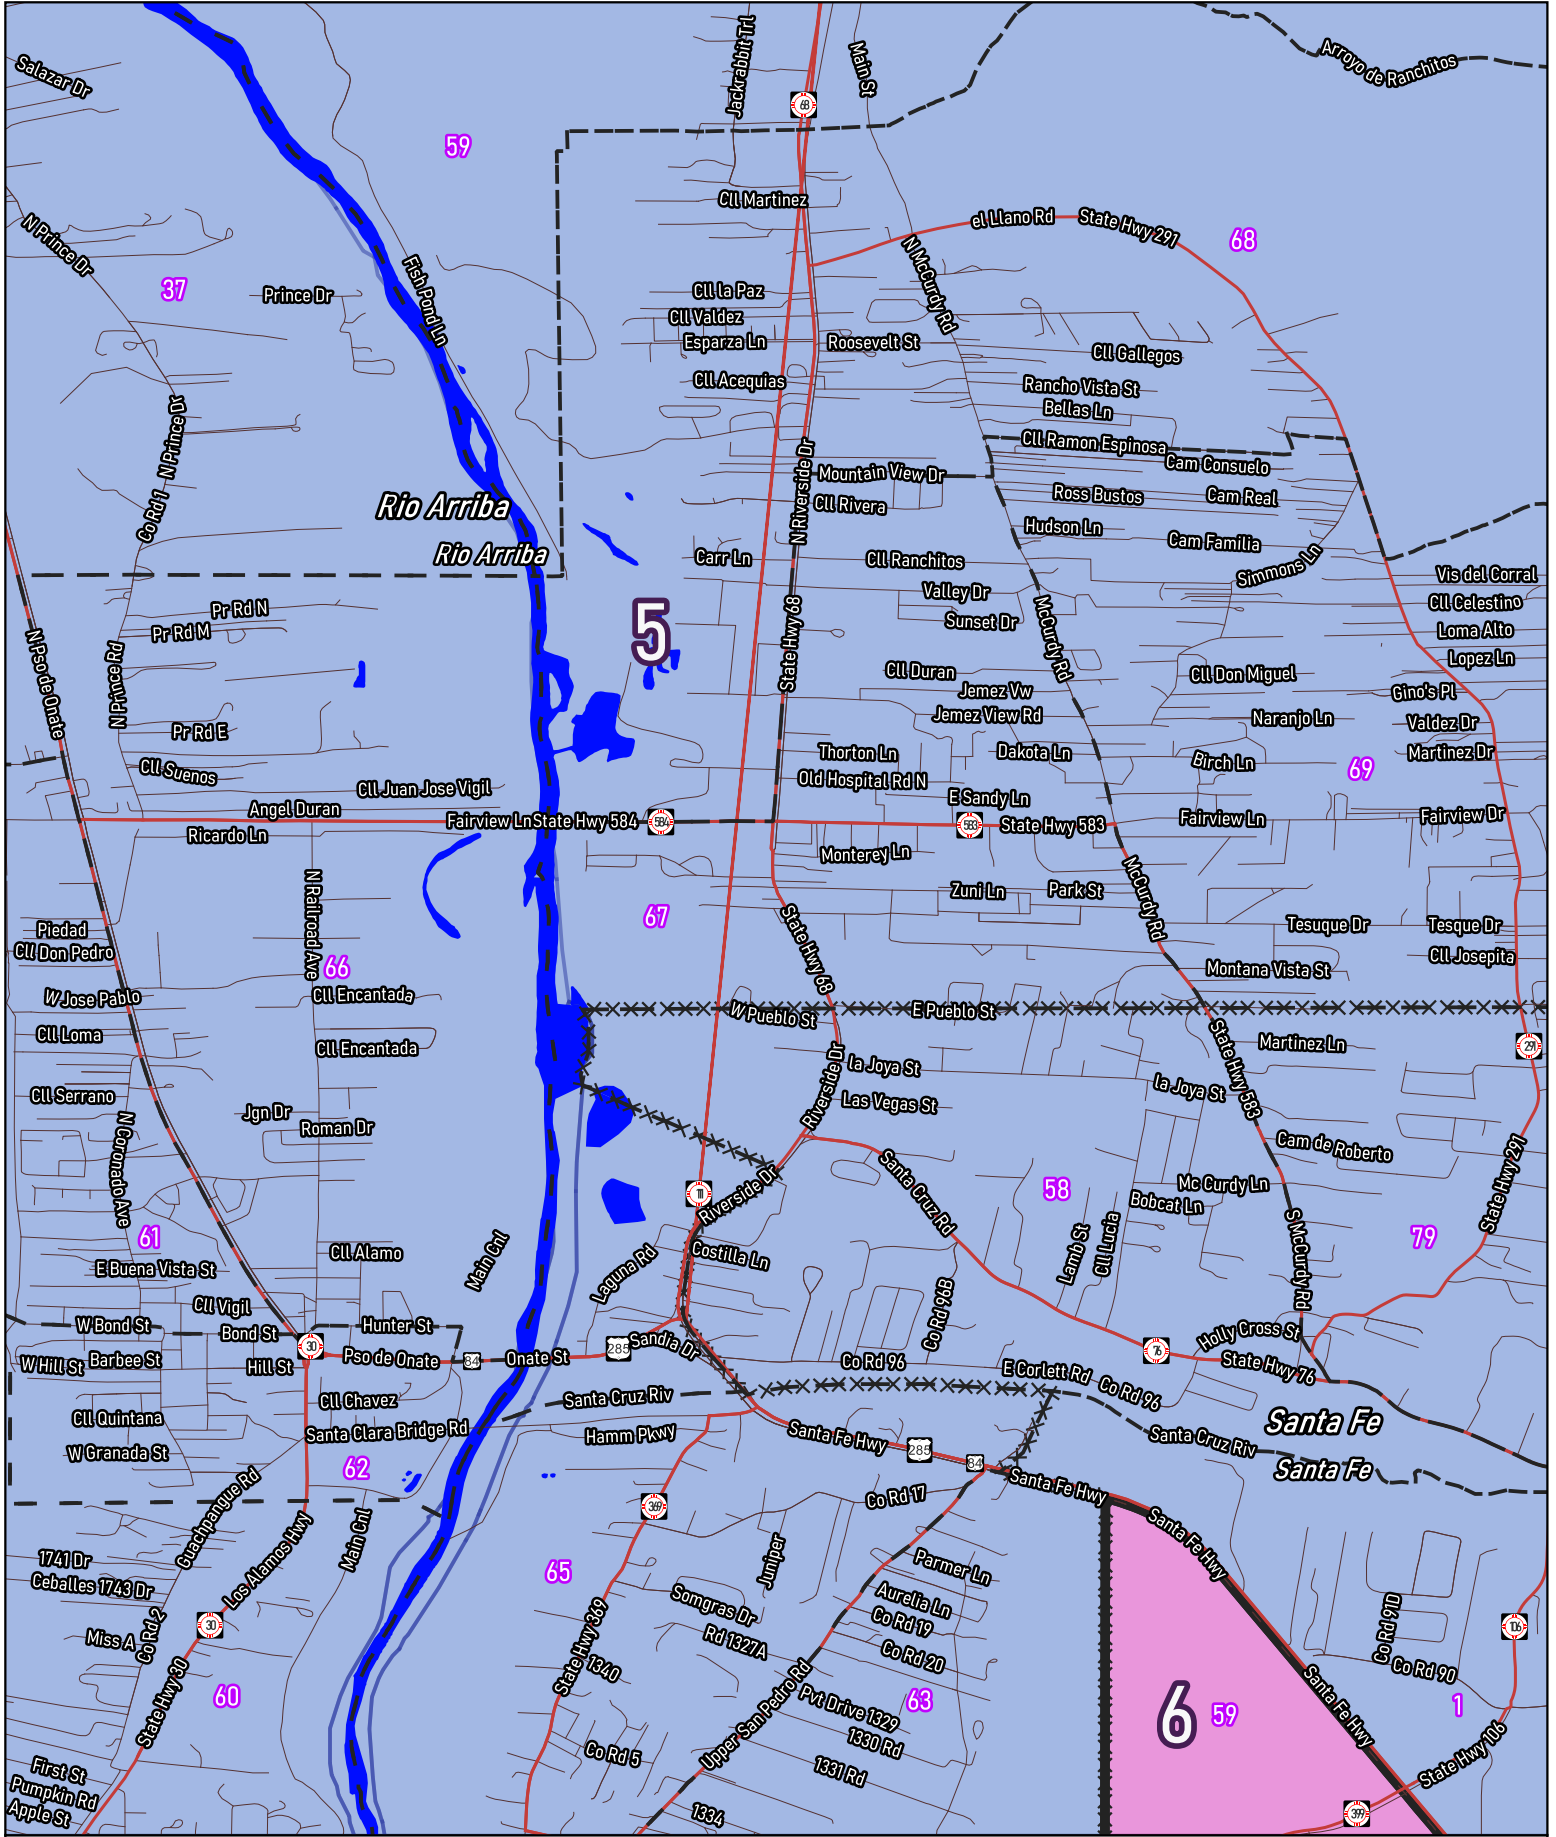 Salazar Dr
Jackrabbit Trl
Main St
Arroyo de Ranchitos
68
59
Cll Martinez
N Prince Dr
el Llano Rd
State Hwy 291
68
37
Prince Dr
Fish Pond Ln
N McCurdy Rd
Cll la Paz
Cll Valdez
Esparza Ln
Roosevelt St
Cll Gallegos
Cll Acequias
Rancho Vista St
Bellas Ln
N Prince Dr
Cll Ramon Espinosa
Cam Consuelo
N Riverside Dr
Mountain View Dr
Co Rd 1
Rio Arriba
Cll Rivera
Ross Bustos
Cam Real
Hudson Ln
Cam Familia
Rio Arriba
Carr Ln
Cll Ranchitos
Simmons Ln
Vis del Corral
Valley Dr
Cll Celestino
Pr Rd N
Pr Rd M
5
Sunset Dr
Loma Alto
N Pso de Onate
N Prince Rd
State Hwy 68
McCurdy Rd
Lopez Ln
Cll Duran
Cll Don Miguel
Jemez Vw
Gino's Pl
Jemez View Rd
Naranjo Ln
Valdez Dr
Pr Rd E
Thorton Ln
Dakota Ln
Birch Ln
Martinez Dr
Cll Suenos
Cll Juan Jose Vigil
Old Hospital Rd N
69
E Sandy Ln
Angel Duran
Fairview Ln
State Hwy 584
584
583
State Hwy 583
Fairview Ln
Fairview Dr
Ricardo Ln
Monterey Ln
N Railroad Ave
Zuni Ln
Park St
McCurdy Rd
67
State Hwy 68
Piedad
Tesuque Dr
Tesque Dr
Cll Don Pedro
66
Montana Vista St
Cll Josepita
W Jose Pablo
Cll Encantada
W Pueblo St
E Pueblo St
Cll Loma
Cll Encantada
State Hwy 583
Martinez Ln
291
la Joya St
la Joya St
Cll Serrano
Riverside Dr
Las Vegas St
Jgn Dr
Roman Dr
N Coronado Ave
Cam de Roberto
State Hwy 291
Santa Cruz Rd
111
Riverside Dr
58
Mc Curdy Ln
Bobcat Ln
61
Cll Alamo
Main Cnl
Costilla Ln
Lamb St
Cll Lucia
S McCurdy Rd
79
E Buena Vista St
Laguna Rd
Cll Vigil
Co Rd 96B
W Bond St
Bond St
Hunter St
30
Holly Cross St
W Hill St
Barbee St
Hill St
Pso de Onate
84
Onate St
285
Sandia Dr
Co Rd 96
76
State Hwy 76
E Corlett Rd
Co Rd 96
Cll Chavez
Santa Cruz Riv
Cll Quintana
Santa Clara Bridge Rd
Hamm Pkwy
Santa Fe Hwy
285
84
Santa Fe
Santa Cruz Riv
W Granada St
62
Santa Fe
Guachpangue Rd
Santa Fe Hwy
Co Rd 17
369
Los Alamos Hwy
Main Cnl
Santa Fe Hwy
1741 Dr
Ceballes 1743 Dr
65
Juniper
Parmer Ln
Aurelia Ln
Somgras Dr
Co Rd 19
30
Co Rd 2
Miss A
State Hwy 369
Rd 1327A
Co Rd 20
Co Rd 91D
106
1340
Co Rd 90
State Hwy 30
60
Upper San Pedro Rd
63
Pvt Drive 1329
6
59
Santa Fe Hwy
1
1330 Rd
Co Rd 5
1331 Rd
State Hwy 106
First St
Pumpkin Rd
Apple St
1334
399